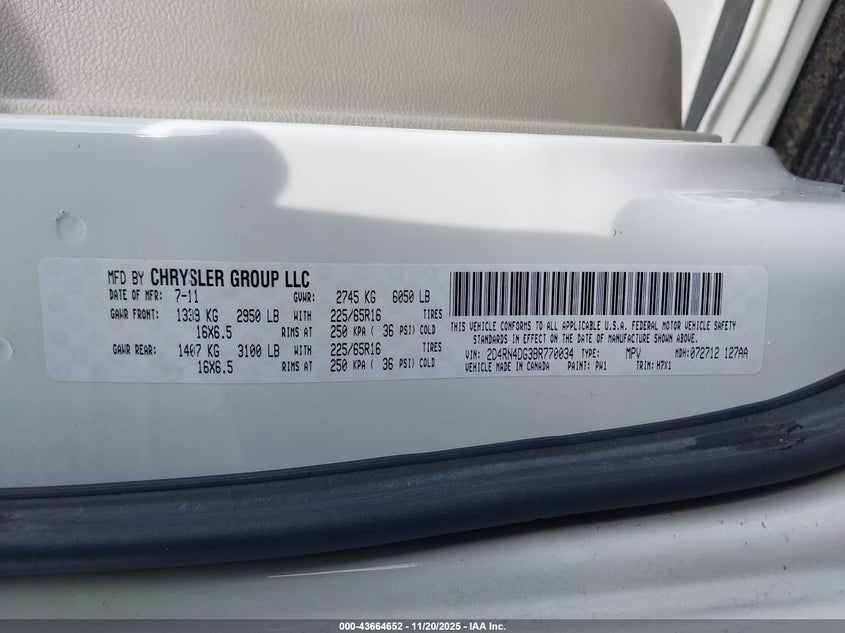 MFD BY CHRYSLER GROUP LLC
DATE OF MFR: 7-11 GVWR: 2745 KG 6050 LB
GAWR FRONT: 1339 KG 2950 LB WITH 225/65R16 TIRES
16X6.5 RIMS AT 250 KPA ( 36 PSI) COLD
GAWR REAR: 1407 KG 3100 LB WITH 225/65R16 TIRES
16X6.5 RIMS AT 250 KPA ( 36 PSI) COLD
THIS VEHICLE CONFORMS TO ALL APPLICABLE U.S.A. FEDERAL MOTOR VEHICLE SAFETY
STANDARDS IN EFFECT ON THE DATE OF MANUFACTURE SHOWN ABOVE.
VIN: 2D4RN4DG3BR770034 TYPE: MPV MDH:072712 127AA
VEHICLE MADE IN CANADA PAINT: PW1 TRIM: H7X1
000-43664652 | 11/20/2025 | IAA Inc.